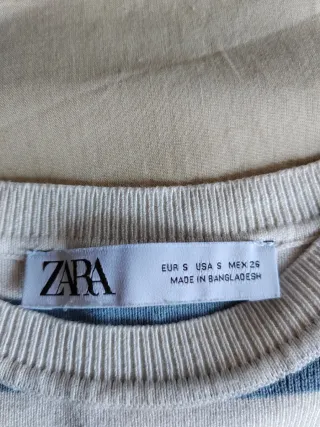 ZARA
EUR S USA S MEX 26
MADE IN BANGLADESH